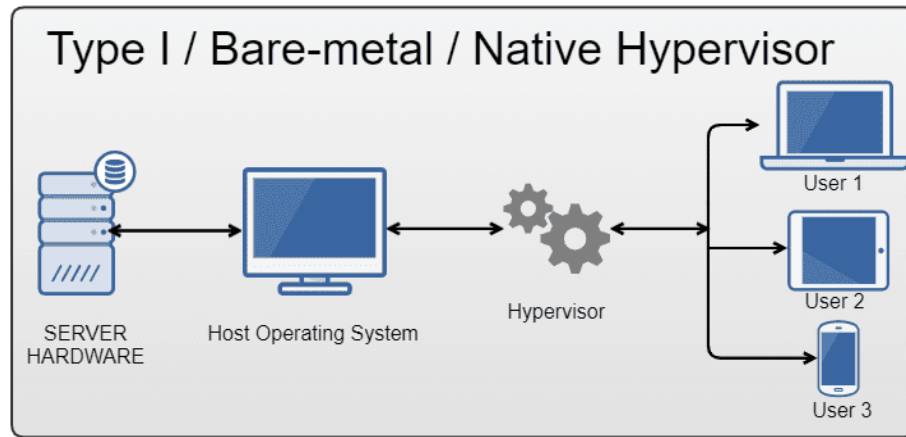 Type I / Bare-metal / Native Hypervisor
User 1
User 2
User 3
Hypervisor
Host Operating System
SERVER
HARDWARE